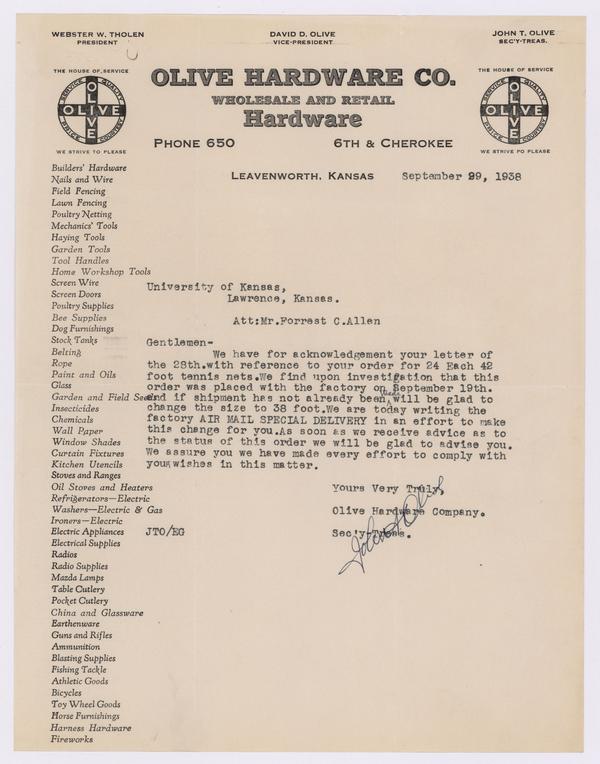 WEBSTER W. THOLEN
PRESIDENT
DAVID D. OLIVE
VICE-PRESIDENT
JOHN T. OLIVE
SEC'Y-TREAS.
THE HOUSE OF SERVICE
SERVICE QUALITY
OLIVE
OLIVE
PRICE COURTESY
WE STRIVE TO PLEASE
OLIVE HARDWARE CO.
WHOLESALE AND RETAIL
Hardware
PHONE 650
6TH & CHEROKEE
THE HOUSE OF SERVICE
SERVICE QUALITY
OLIVE
OLIVE
PRICE COURTESY
WE STRIVE TO PLEASE
LEAVENWORTH, KANSAS
September 29, 1938
Builders' Hardware
Nails and Wire
Field Fencing
Lawn Fencing
Poultry Netting
Mechanics' Tools
Haying Tools
Garden Tools
Tool Handles
Home Workshop Tools
Screen Wire
Screen Doors
Poultry Supplies
Bee Supplies
Dog Furnishings
Stock Tanks
Belting
Rope
Paint and Oils
Glass
Garden and Field Seeds
Insecticides
Chemicals
Wall Paper
Window Shades
Curtain Fixtures
Kitchen Utencils
Stoves and Ranges
Oil Stoves and Heaters
Refrigerators—Electric
Washers—Electric & Gas
Ironers—Electric
Electric Appliances
Electrical Supplies
Radios
Radio Supplies
Mazda Lamps
Table Cutlery
Pocket Cutlery
China and Glassware
Earthenware
Guns and Rifles
Ammunition
Blasting Supplies
Fishing Tackle
Athletic Goods
Bicycles
Toy Wheel Goods
Horse Furnishings
Harness Hardware
Fireworks
University of Kansas,
Lawrence, Kansas.
Att:Mr.Forrest C.Allen
Gentlemen-
We have for acknowledgement your letter of
the 28th.with reference to your order for 24 Each 42
foot tennis nets.We find upon investigation that this
order was placed with the factory on September 19th.
and if shipment has not already been made will be glad to
change the size to 38 foot.We are today writing the
factory AIR MAIL SPECIAL DELIVERY in an effort to make
this change for you.As soon as we receive advice as to
the status of this order we will be glad to advise you.
We assure you we have made every effort to comply with
your wishes in this matter.
Yours Very Truly,
Olive Hardware Company.
John T Olive
Sec'y-Treas.
JTO/EG